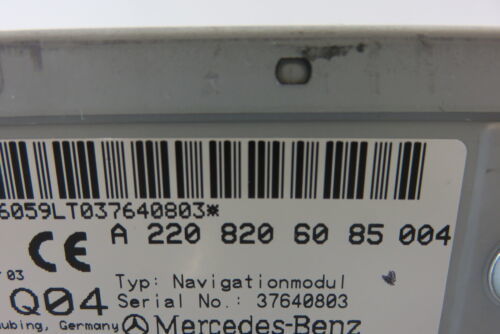 6059LT037640803*
CE A 220 820 60 85 004
03 Typ: Navigationmodul
Q04 Serial No.: 37640803
ubing, Germany Mercedes-Benz